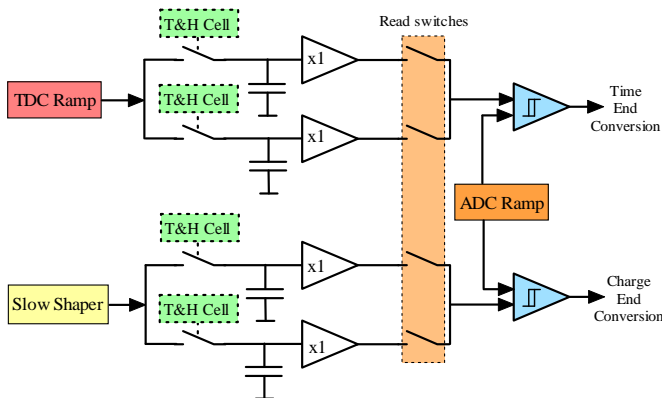 T&H Cell
Read switches
x1
TDC Ramp
T&H Cell
Time
End
Conversion
x1
ADC Ramp
T&H Cell
x1
Slow Shaper
T&H Cell
Charge
End
Conversion
x1